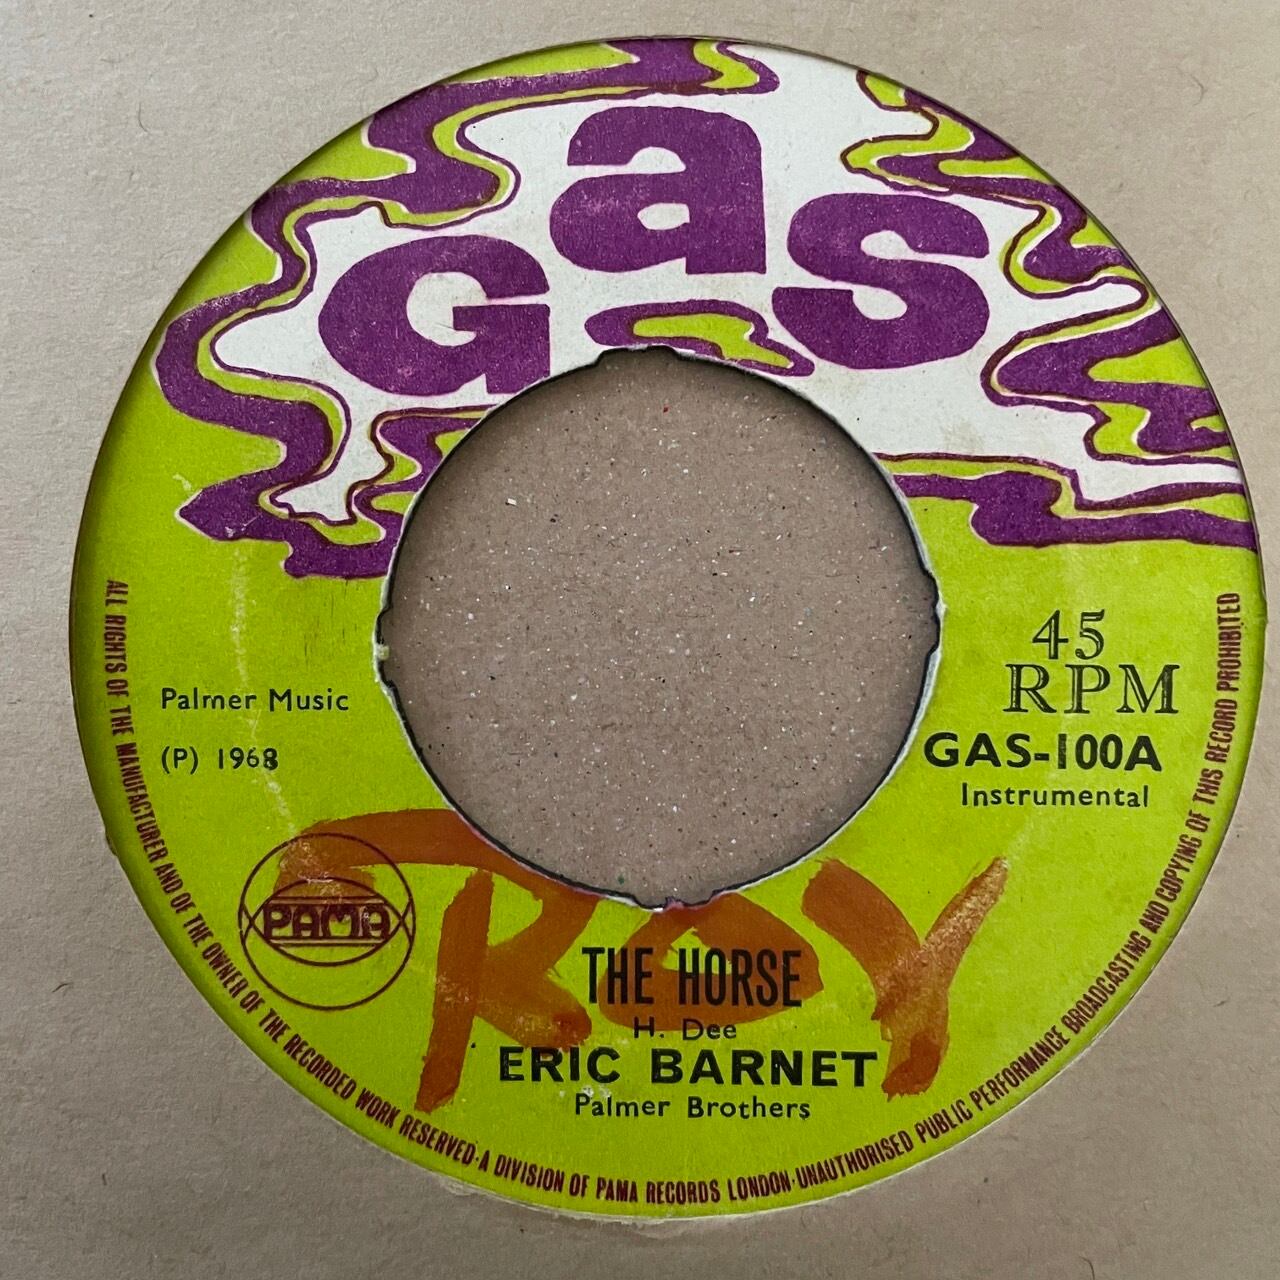 Gas
45
RPM
GAS-100A
Instrumental
Palmer Music
(P) 1968
PAMA
ROY
THE HORSE
H. Dee
ERIC BARNET
Palmer Brothers
ALL RIGHTS OF THE MANUFACTURER AND OF THE OWNER OF THE RECORDED WORK RESERVED·A DIVISION OF PAMA RECORDS LONDON·UNAUTHORISED PUBLIC PERFORMANCE BROADCASTING AND COPYING OF THIS RECORD PROHIBITED